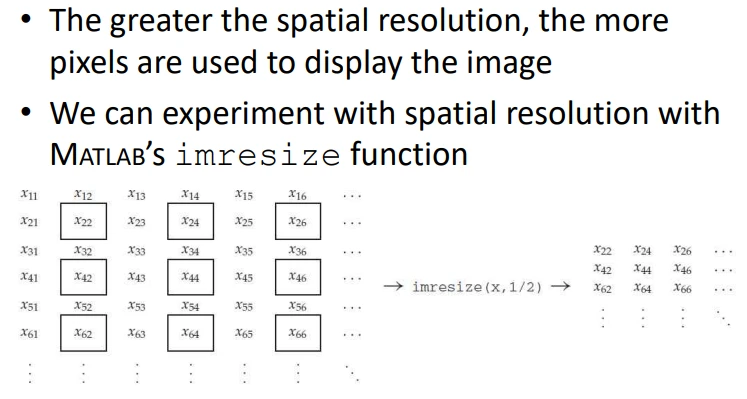 • The greater the spatial resolution, the more
pixels are used to display the image
• We can experiment with spatial resolution with
MATLAB's imresize function
x11 x12 x13 x14 x15 x16 ...
x21 x22 x23 x24 x25 x26 ...
x31 x32 x33 x34 x35 x36 ...
x41 x42 x43 x44 x45 x46 ...
x51 x52 x53 x54 x55 x56 ...
x61 x62 x63 x64 x65 x66 ...
⋮ ⋮ ⋮ ⋮ ⋮ ⋮ ⋱
→ imresize(x,1/2) →
x22 x24 x26 ...
x42 x44 x46 ...
x62 x64 x66 ...
⋮ ⋮ ⋮ ⋱